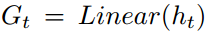 G_t = Linear(h_t)